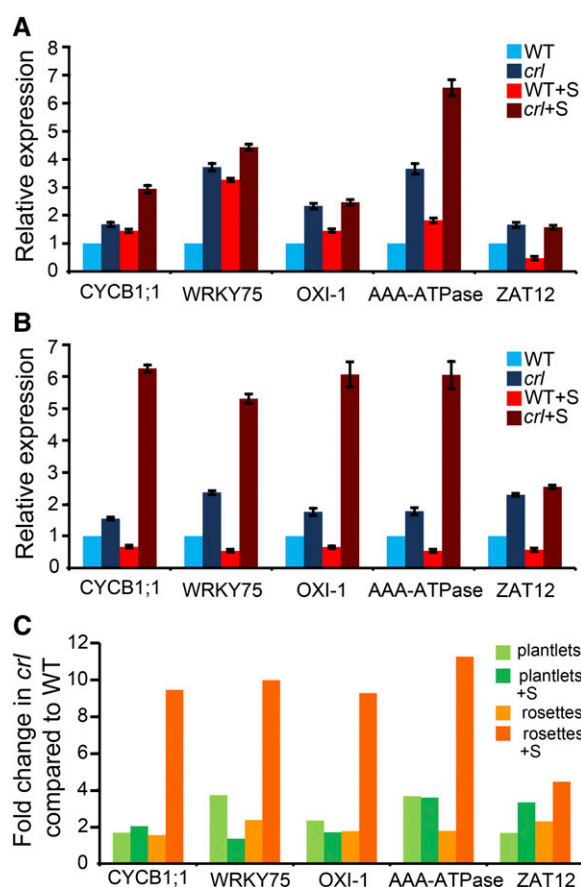 A
Relative expression
8
7
6
5
4
3
2
1
0
WT
crl
WT+S
crl+S
CYCB1;1 WRKY75 OXI-1 AAA-ATPase ZAT12
B
Relative expression
7
6
5
4
3
2
1
0
WT
crl
WT+S
crl+S
CYCB1;1 WRKY75 OXI-1 AAA-ATPase ZAT12
C
Fold change in crl
compared to WT
12
10
8
6
4
2
0
plantlets
plantlets
+S
rosettes
rosettes
+S
CYCB1;1 WRKY75 OXI-1 AAA-ATPase ZAT12